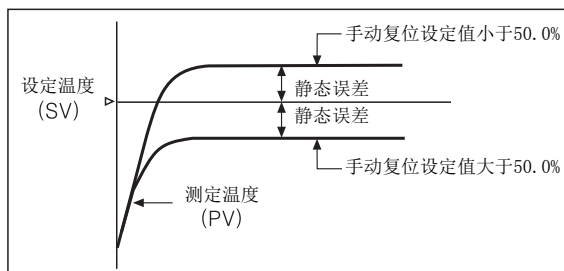 手动复位设定值小于50.0%
设定温度
(SV)
静态误差
静态误差
手动复位设定值大于50.0%
测定温度
(PV)